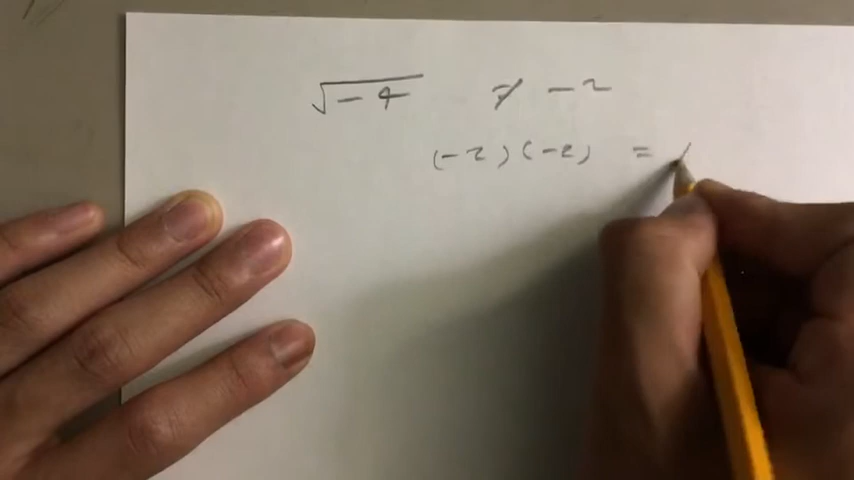 √-4 ≠ -2
(-2)(-2) =